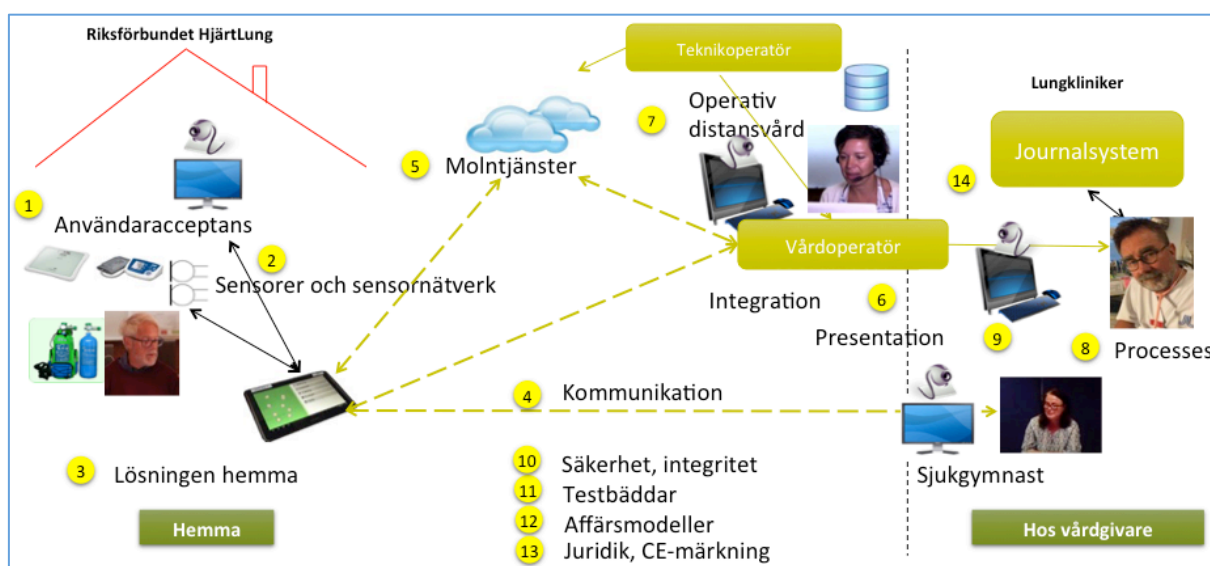 Riksförbundet HjärtLung
Teknikoperatör
Lungkliniker
7
Operativ
distansvård
Journalsystem
5
Molntjänster
14
1
Användaracceptans
2
Sensorer och sensornätverk
Vårdoperatör
Integration
6
Presentation
9
8
Processes
4
Kommunikation
3
Lösningen hemma
10
Säkerhet, integritet
Sjukgymnast
11
Testbäddar
12
Affärsmodeller
13
Juridik, CE-märkning
Hemma
Hos vårdgivare